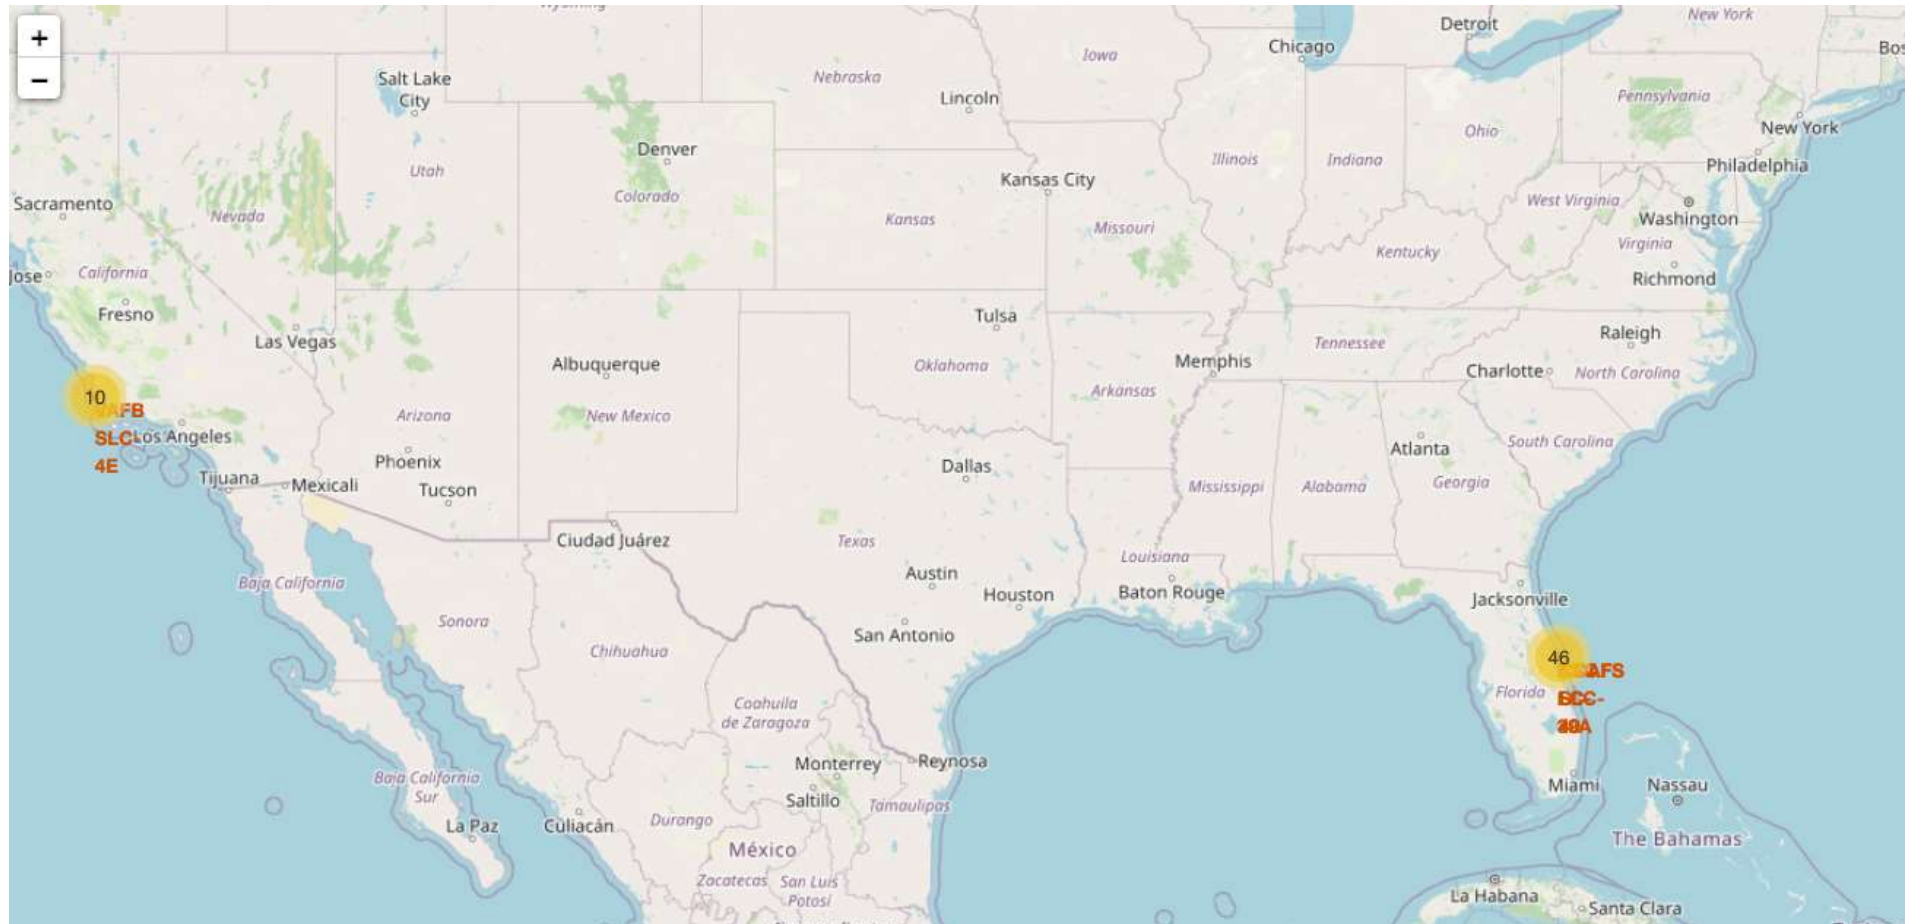 Wyoming
New York
Detroit
Chicago
Iowa
Bos
Nebraska
Salt Lake
City
Lincoln
Pennsylvania
New York
Ohio
Denver
Illinois
Indiana
Philadelphia
Utah
Kansas City
Colorado
Sacramento
Nevada
Kansas
Missouri
West Virginia
Washington
Virginia
Kentucky
Jose
California
Richmond
Fresno
Tulsa
Raleigh
Las Vegas
Tennessee
Albuquerque
Oklahoma
Memphis
Charlotte
North Carolina
Arkansas
10
VAFB
SLC-
4E
Los Angeles
Arizona
New Mexico
South Carolina
Atlanta
Phoenix
Dallas
Tijuana
Mexicali
Tucson
Mississippi
Alabama
Georgia
Ciudad Juárez
Texas
Louisiana
Baja California
Austin
Houston
Baton Rouge
Jacksonville
Sonora
San Antonio
Chihuahua
46
Florida
Coahuila
de Zaragoza
Monterrey
Reynosa
Baja California
Sur
Saltillo
Tamaulipas
Miami
Nassau
La Paz
Culiacán
Durango
The Bahamas
México
Zacatecas
San Luis
Potosí
La Habana
Santa Clara